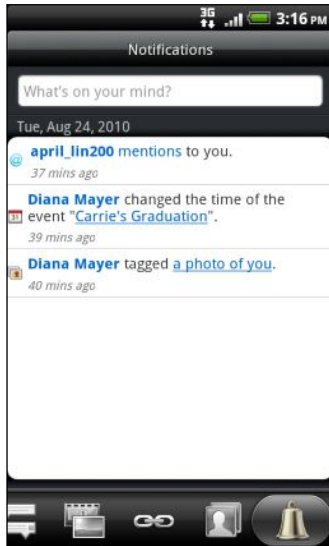 3G 3:16 PM
Notifications
What's on your mind?
Tue, Aug 24, 2010
@ april_lin200 mentions to you.
37 mins ago
Diana Mayer changed the time of the
31 event "Carrie's Graduation".
39 mins ago
Diana Mayer tagged a photo of you.
40 mins ago